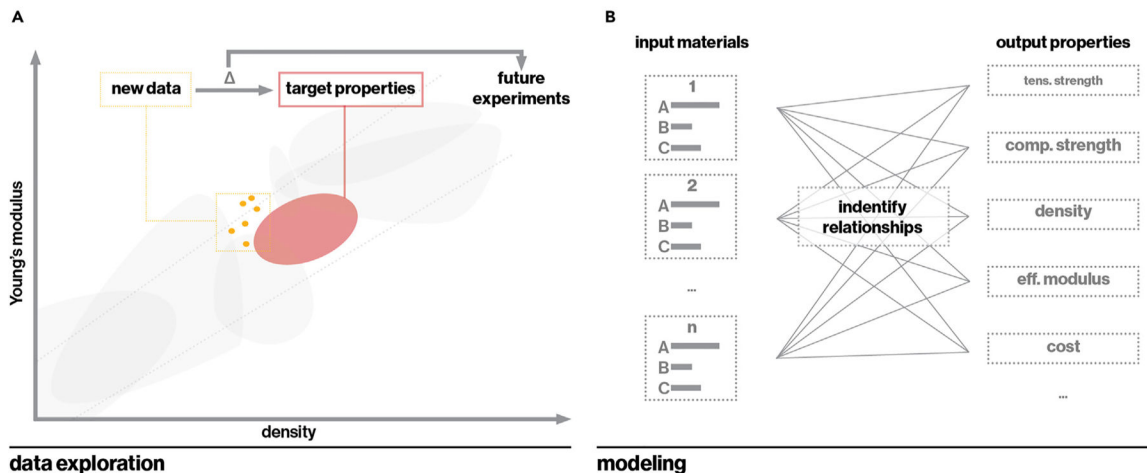 A
new data
Δ
target properties
future
experiments
Young's modulus
density
data exploration
B
input materials
output properties
1
A
B
C
2
A
B
C
...
n
A
B
C
indentify
relationships
tens. strength
comp. strength
density
eff. modulus
cost
...
modeling